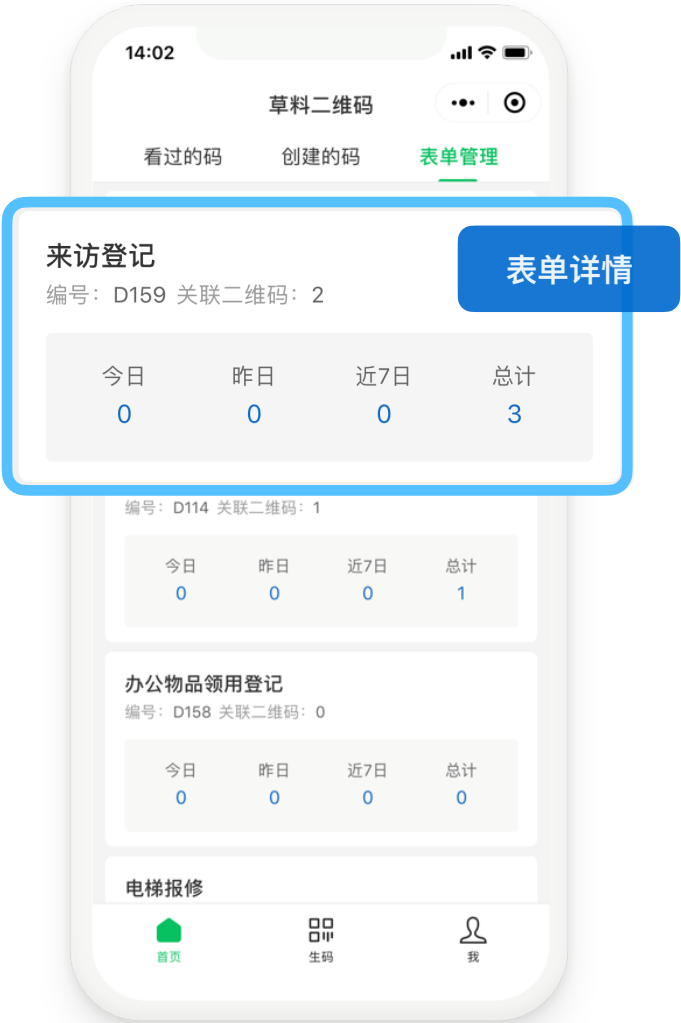 14:02
草料二维码
看过的码 创建的码 表单管理
来访登记
编号： D159 关联二维码： 2
表单详情
今日 昨日 近7日 总计
0 0 0 3
编号： D114 关联二维码： 1
今日 昨日 近7日 总计
0 0 0 1
办公物品领用登记
编号： D158 关联二维码： 0
今日 昨日 近7日 总计
0 0 0 0
电梯报修
首页 生码 我